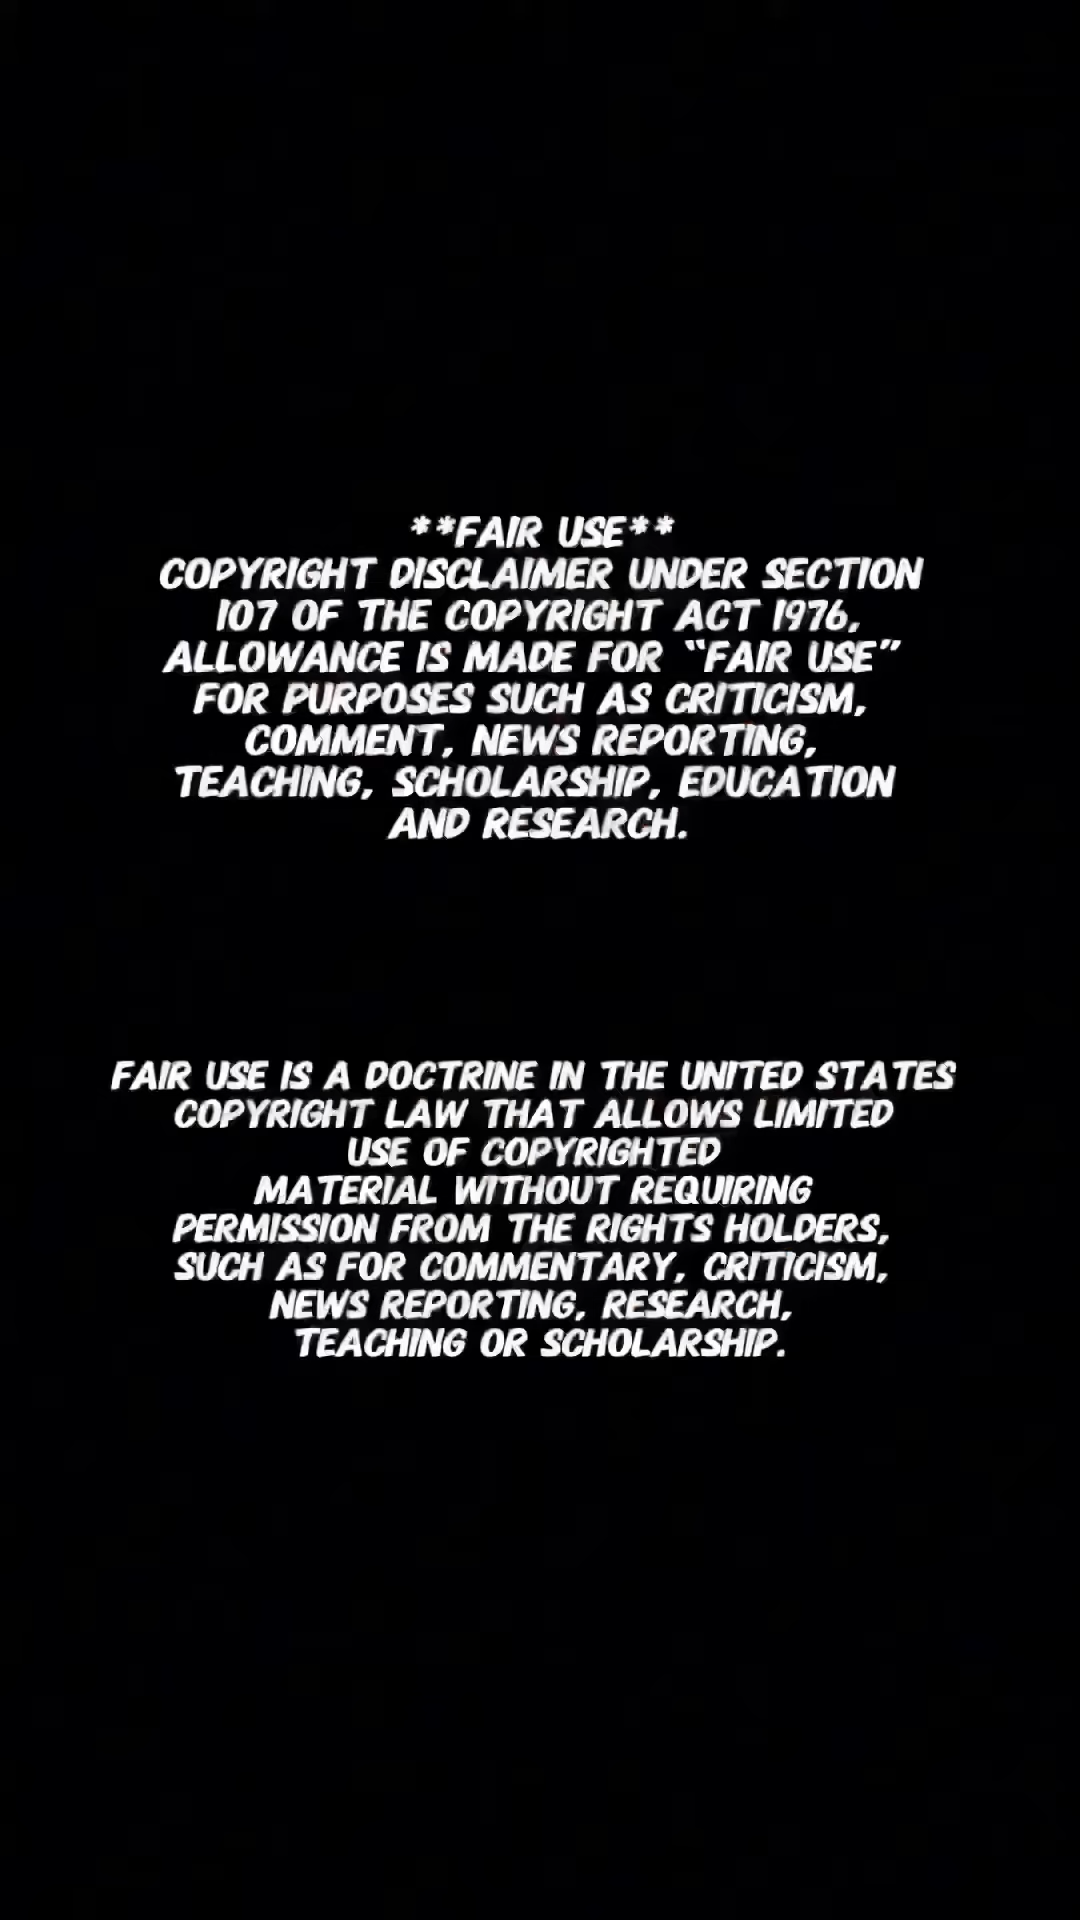 **FAIR USE**
COPYRIGHT DISCLAIMER UNDER SECTION
107 OF THE COPYRIGHT ACT 1976,
ALLOWANCE IS MADE FOR “FAIR USE”
FOR PURPOSES SUCH AS CRITICISM,
COMMENT, NEWS REPORTING,
TEACHING, SCHOLARSHIP, EDUCATION
AND RESEARCH.
FAIR USE IS A DOCTRINE IN THE UNITED STATES
COPYRIGHT LAW THAT ALLOWS LIMITED
USE OF COPYRIGHTED
MATERIAL WITHOUT REQUIRING
PERMISSION FROM THE RIGHTS HOLDERS,
SUCH AS FOR COMMENTARY, CRITICISM,
NEWS REPORTING, RESEARCH,
TEACHING OR SCHOLARSHIP.